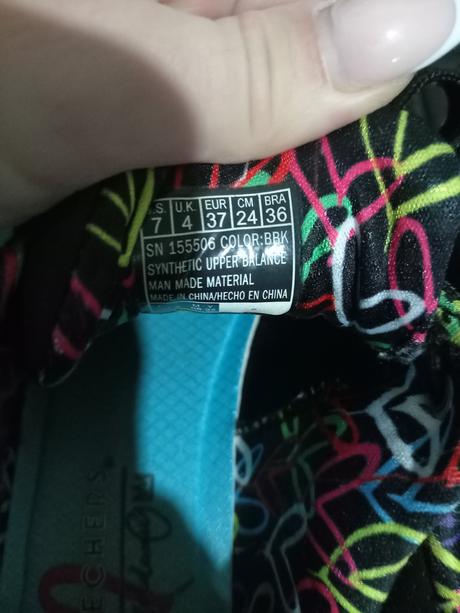 .S. U.K. EUR CM BRA
7 4 37 24 36
SN 155506 COLOR:BBK
SYNTHETIC UPPER BALANCE
MAN MADE MATERIAL
MADE IN CHINA/HECHO EN CHINA
ECHERS